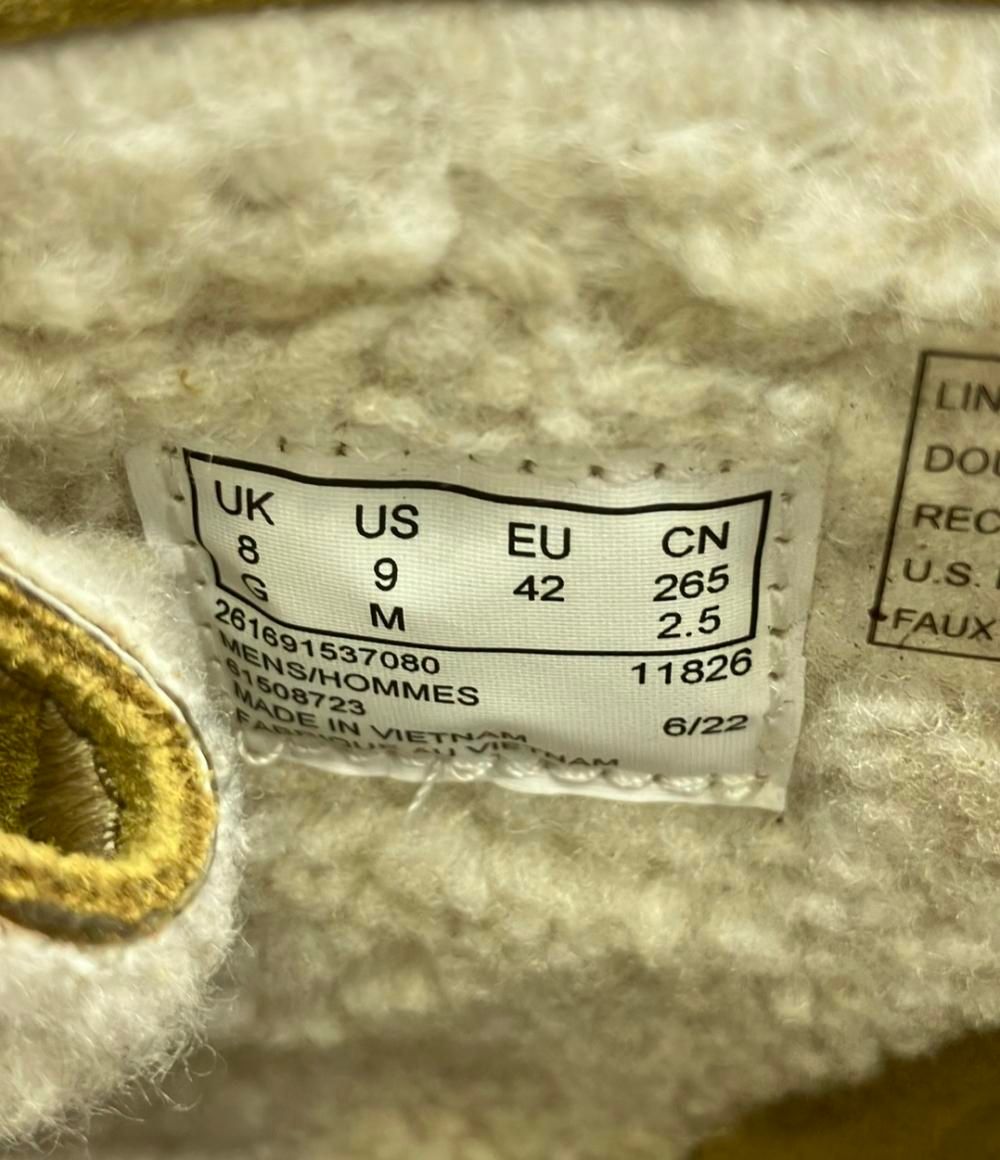 UK US EU CN
8 9 42 265
G M 2.5
261691537080 11826
MENS/HOMMES
61508723 6/22
MADE IN VIETNAM
FABRIQUE AU VIETNAM
LIN
DOU
REC
U.S.
FAUX